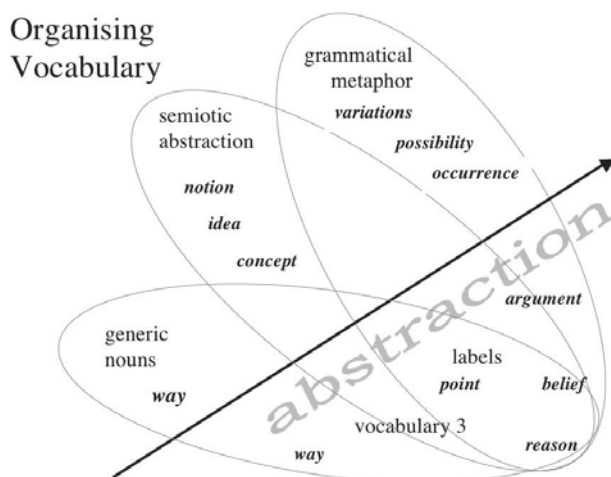 Organising
Vocabulary
grammatical
metaphor
variations
possibility
occurrence
semiotic
abstraction
notion
idea
concept
abstraction
argument
generic
nouns
way
labels
point
belief
vocabulary 3
way
reason